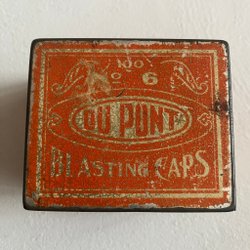 100
No 6
DU PONT
BLASTING CAPS